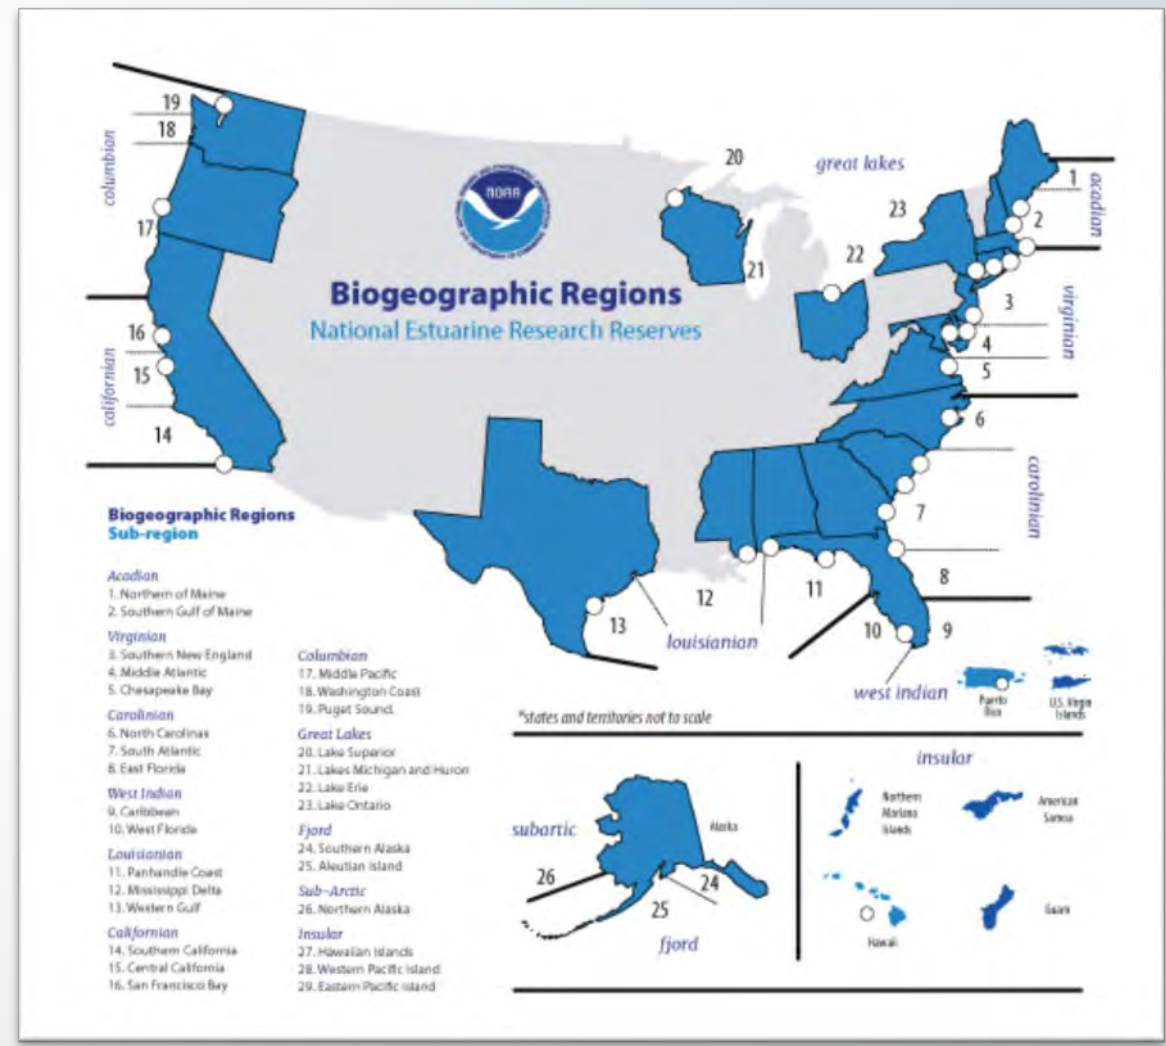 19
18
columbian
17
16
californian
15
14
20
great lakes
21
22
23
1
acadian
2
3
virginian
4
5
6
carolinian
7
8
9
10
11
12
13
louisianian
west indian
NOAA
Biogeographic Regions
National Estuarine Research Reserves
Puerto
Rico
U.S. Virgin
Islands
*states and territories not to scale
Biogeographic Regions
Sub-region
Acadian
1. Northern of Maine
2. Southern Gulf of Maine
Virginian
3. Southern New England
4. Middle Atlantic
5. Chesapeake Bay
Carolinian
6. North Carolinas
7. South Atlantic
8. East Florida
West Indian
9. Caribbean
10. West Florida
Louisianian
11. Panhandle Coast
12. Mississippi Delta
13. Western Gulf
Californian
14. Southern California
15. Central California
16. San Francisco Bay
Columbian
17. Middle Pacific
18. Washington Coast
19. Puget Sound
Great Lakes
20. Lake Superior
21. Lakes Michigan and Huron
22. Lake Erie
23. Lake Ontario
Fjord
24. Southern Alaska
25. Aleutian Island
Sub-Arctic
26. Northern Alaska
Insular
27. Hawaiian Islands
28. Western Pacific Island
29. Eastern Pacific Island
subartic
Alaska
26
24
25
fjord
insular
Northern
Mariana
Islands
American
Samoa
Hawaii
Guam